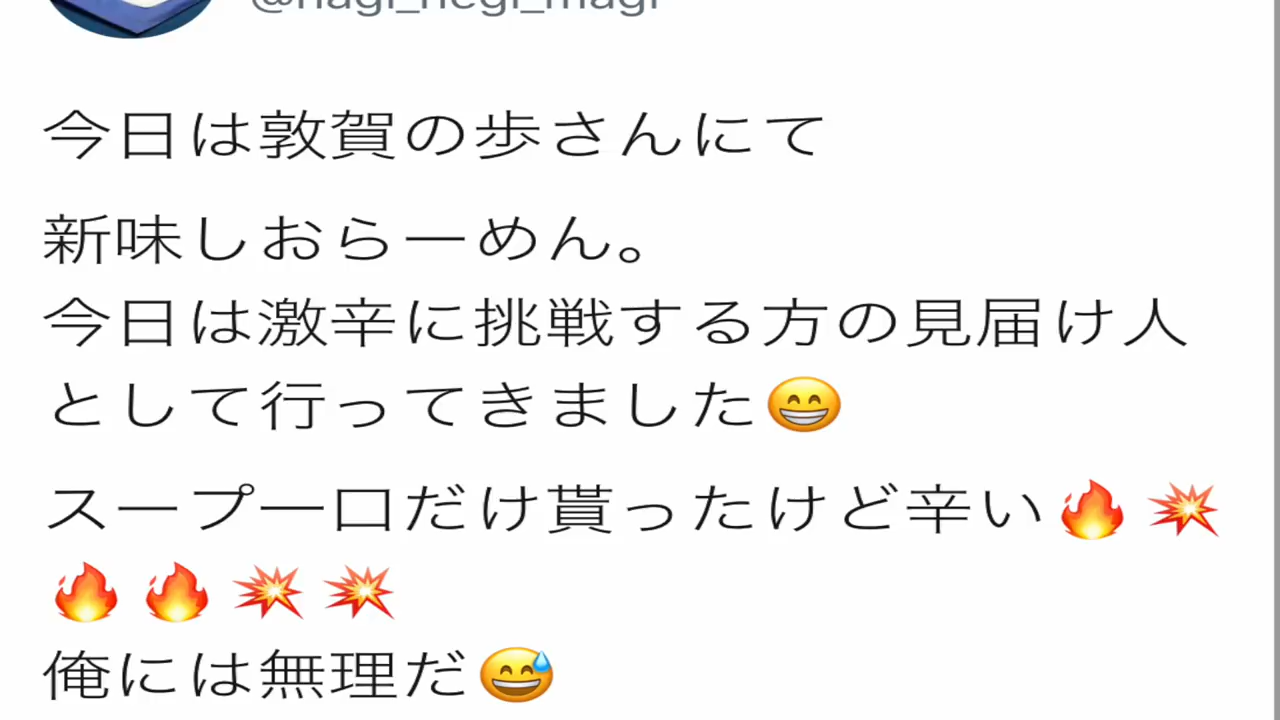 @nagi_negi_magi
今日は敦賀の歩さんにて
新味しおらーめん。
今日は激辛に挑戦する方の見届け人
として行ってきました😁
スープ一口だけ貰ったけど辛い🔥💥
🔥🔥💥💥
俺には無理だ😅